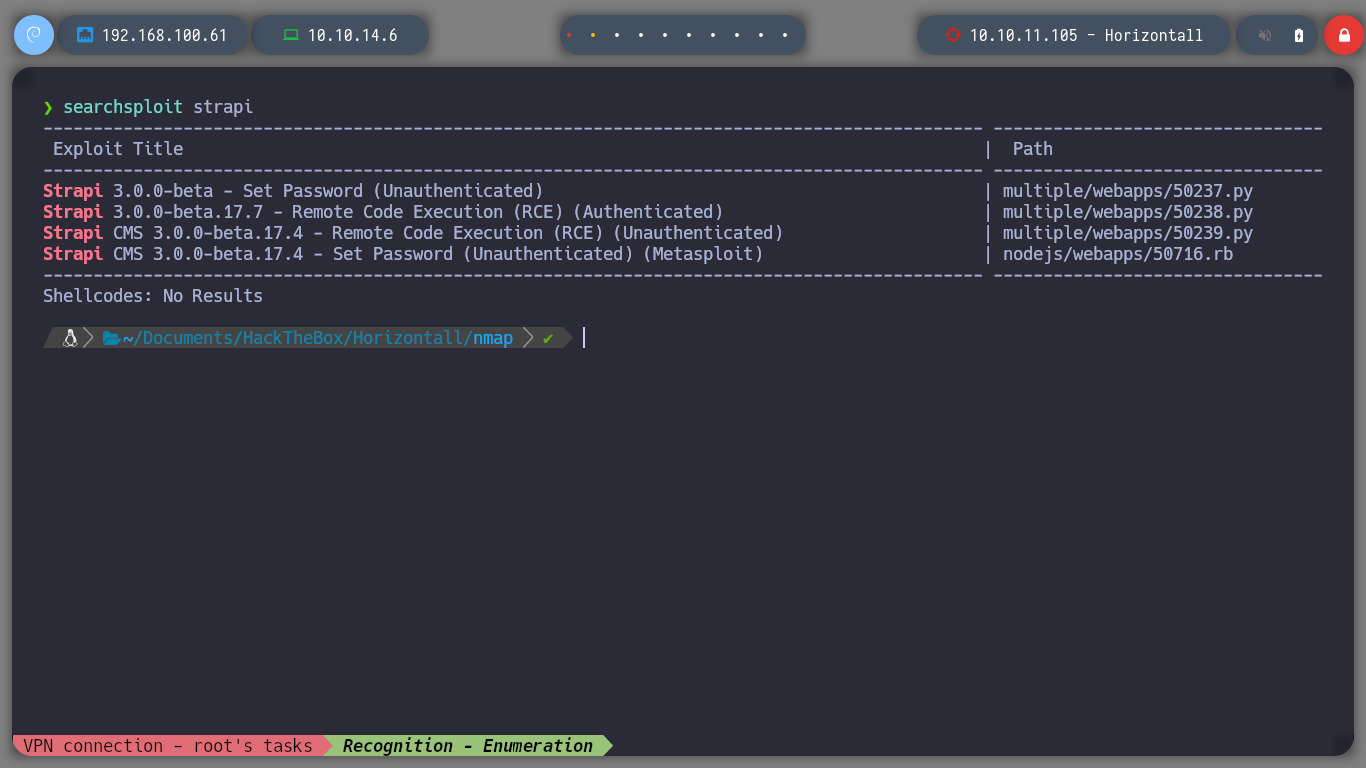 192.168.100.61
10.10.14.6
10.10.11.105 - Horizontall
❯ searchsploit strapi
---------------------------------------------------------------------------------------------- ---------------------------------
Exploit Title | Path
---------------------------------------------------------------------------------------------- ---------------------------------
Strapi 3.0.0-beta - Set Password (Unauthenticated) | multiple/webapps/50237.py
Strapi 3.0.0-beta.17.7 - Remote Code Execution (RCE) (Authenticated) | multiple/webapps/50238.py
Strapi CMS 3.0.0-beta.17.4 - Remote Code Execution (RCE) (Unauthenticated) | multiple/webapps/50239.py
Strapi CMS 3.0.0-beta.17.4 - Set Password (Unauthenticated) (Metasploit) | nodejs/webapps/50716.rb
---------------------------------------------------------------------------------------------- ---------------------------------
Shellcodes: No Results
~/Documents/HackTheBox/Horizontall/nmap ✔
VPN connection - root's tasks
Recognition - Enumeration